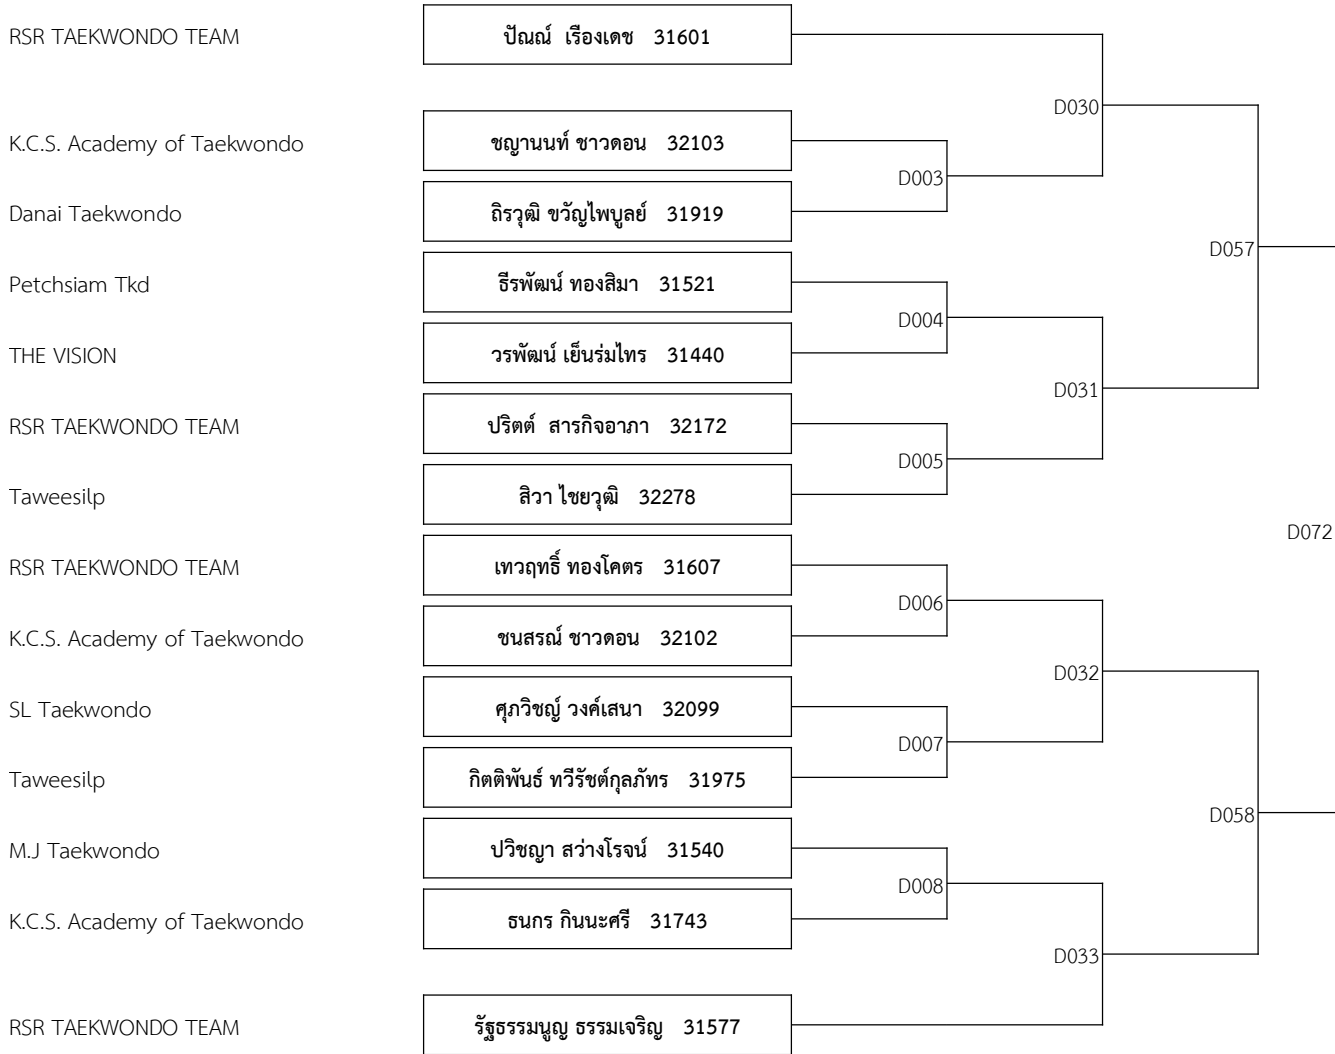 RSR TAEKWONDO TEAM ปัณณ์  เรืองเดช   31601
D030
K.C.S. Academy of Taekwondo ชญานนท์ ชาวดอน   32103
D003
Danai Taekwondo ถิรวุฒิ ขวัญไพบูลย์   31919
D057
Petchsiam Tkd ธีรพัฒน์ ทองสิมา   31521
D004
THE VISION วรพัฒน์ เย็นร่มไทร   31440
D031
RSR TAEKWONDO TEAM ปริตต์  สารกิจอาภา   32172
D005
Taweesilp สิวา ไชยวุฒิ   32278
D072
RSR TAEKWONDO TEAM เทวฤทธิ์ ทองโคตร   31607
D006
K.C.S. Academy of Taekwondo ชนสรณ์ ชาวดอน   32102
D032
SL Taekwondo ศุภวิชญ์ วงค์เสนา   32099
D007
Taweesilp กิตติพันธ์ ทวีรัชต์กุลภัทร   31975
D058
M.J Taekwondo ปวิชญา สว่างโรจน์   31540
D008
K.C.S. Academy of Taekwondo ธนกร กินนะศรี   31743
D033
RSR TAEKWONDO TEAM รัฐธรรมนูญ ธรรมเจริญ   31577